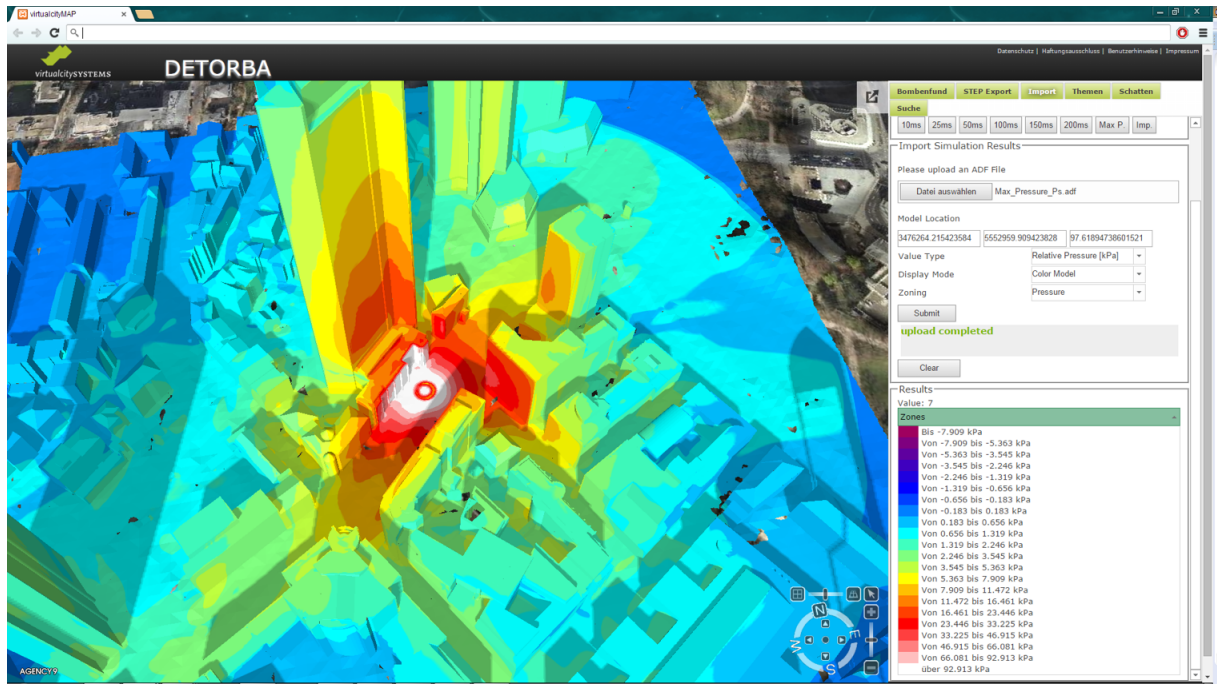 virtualcityMAP
Datenschutz | Haftungsausschluss | Benutzerhinweise | Impressum
virtualcitySYSTEMS
DETORBA
Bombenfund STEP Export Import Themen Schatten
Suche
10ms 25ms 50ms 100ms 150ms 200ms Max P. Imp.
Import Simulation Results
Please upload an ADF File
Datei auswählen Max_Pressure_Ps.adf
Model Location
3476264.215423584 5552959.909423828 97.61894738601521
Value Type Relative Pressure [kPa]
Display Mode Color Model
Zoning Pressure
Submit
upload completed
Clear
Results
Value: 7
Zones
Bis -7.909 kPa
Von -7.909 bis -5.363 kPa
Von -5.363 bis -3.545 kPa
Von -3.545 bis -2.246 kPa
Von -2.246 bis -1.319 kPa
Von -1.319 bis -0.656 kPa
Von -0.656 bis -0.183 kPa
Von -0.183 bis 0.183 kPa
Von 0.183 bis 0.656 kPa
Von 0.656 bis 1.319 kPa
Von 1.319 bis 2.246 kPa
Von 2.246 bis 3.545 kPa
Von 3.545 bis 5.363 kPa
Von 5.363 bis 7.909 kPa
Von 7.909 bis 11.472 kPa
Von 11.472 bis 16.461 kPa
Von 16.461 bis 23.446 kPa
Von 23.446 bis 33.225 kPa
Von 33.225 bis 46.915 kPa
Von 46.915 bis 66.081 kPa
Von 66.081 bis 92.913 kPa
über 92.913 kPa
N
E
W
S
AGENCY9